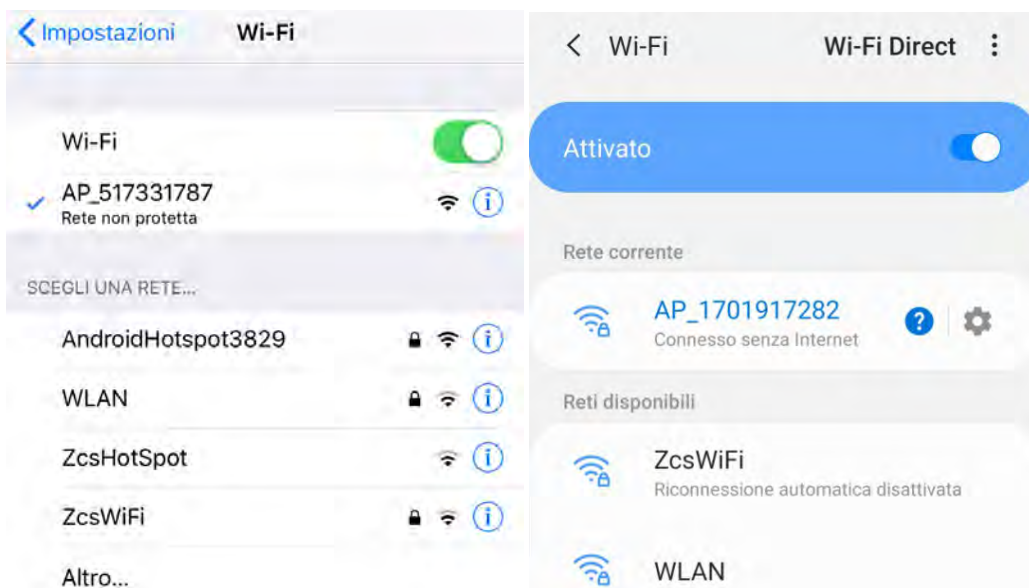 Impostazioni Wi-Fi
Wi-Fi
AP_517331787
Rete non protetta
SCEGLI UNA RETE...
AndroidHotspot3829
WLAN
ZcsHotSpot
ZcsWiFi
Altro...
Wi-Fi Wi-Fi Direct
Attivato
Rete corrente
AP_1701917282
Connesso senza Internet
Reti disponibili
ZcsWiFi
Riconnessione automatica disattivata
WLAN